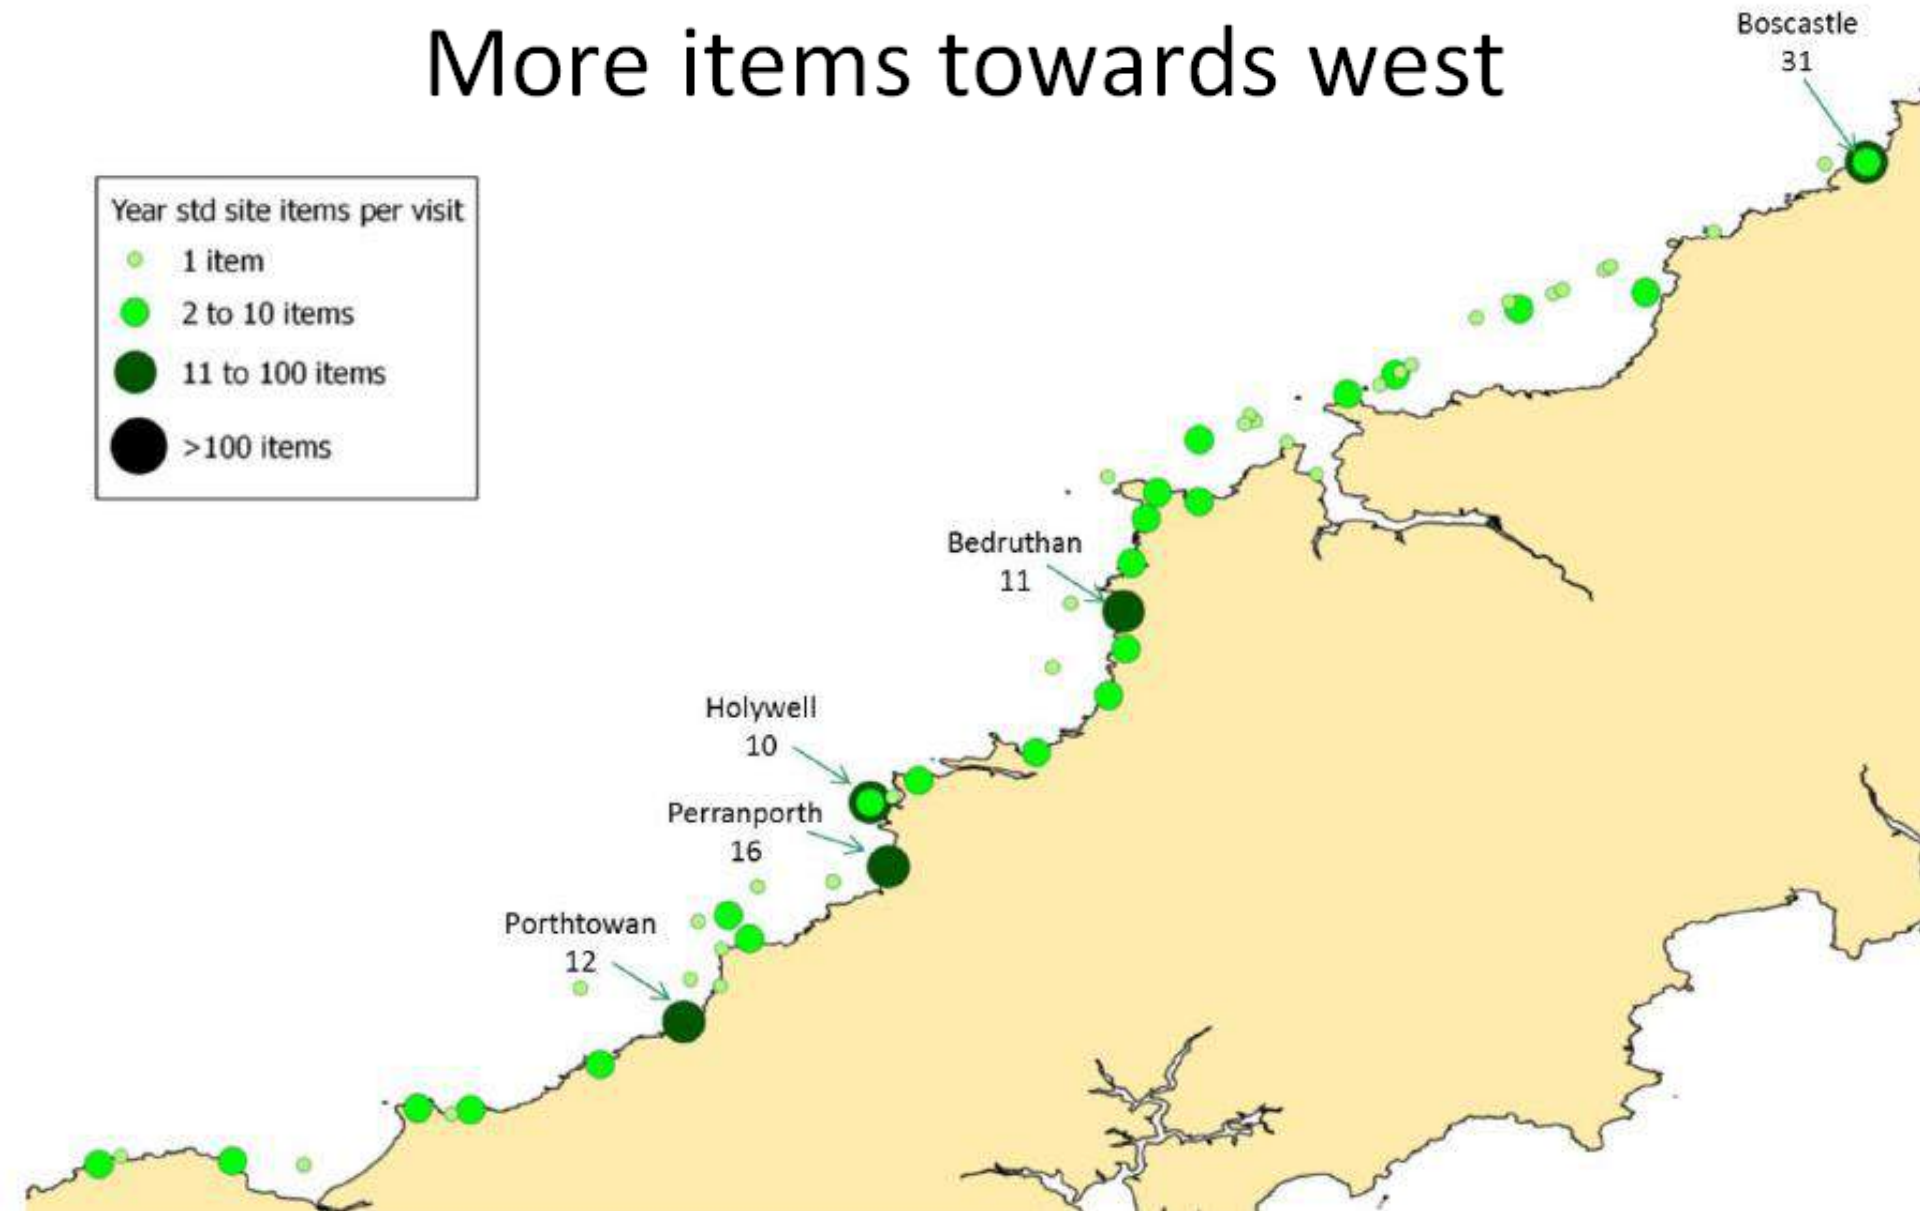 More items towards west
Boscastle
31
Year std site items per visit
1 item
2 to 10 items
11 to 100 items
>100 items
Bedruthan
11
Holywell
10
Perranporth
16
Porthtowan
12